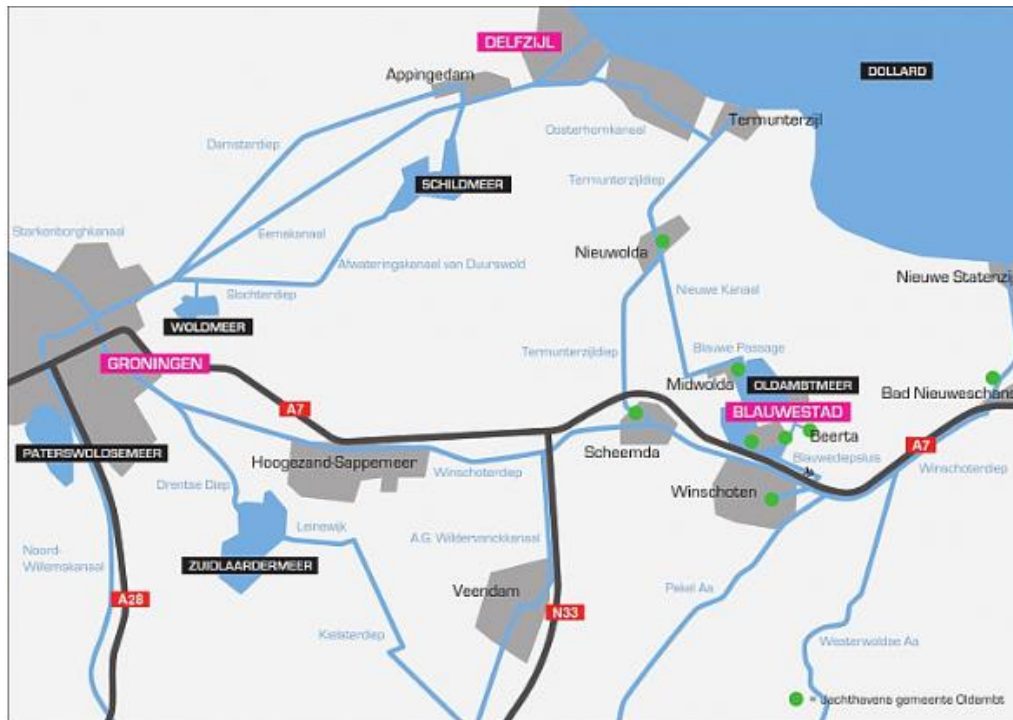 DELFZIJL
DOLLARD
Appingedam
Oosterhornkanaal
Termunterzijl
Damsterdiep
SCHILDMEER
Termunterzijldiep
Starkenborghkanaal
Eemskanaal
Nieuwolda
Afwateringskanaal van Duurswold
Nieuwe Statenzijl
Slochterdiep
Nieuwe Kanaal
WOLDMEER
Termunterzijldiep
Blauwe Passage
GRONINGEN
Midwolda
OLDAMBTMEER
Bad Nieuweschans
A7
BLAUWESTAD
Beerta
A7
PATERSWOLDSEMEER
Hoogezand-Sappemeer
Scheemda
Blauwediepsluis
Winschoterdiep
Winschoterdiep
Drentse Diep
Winschoten
Leinewijk
A.G. Wildervanckkanaal
Noord-
Willemskanaal
ZUIDLAARDERMEER
Veendam
Pekel Aa
A28
N33
Kielsterdiep
Westerwoldse Aa
= Jachthavens gemeente Oldambt